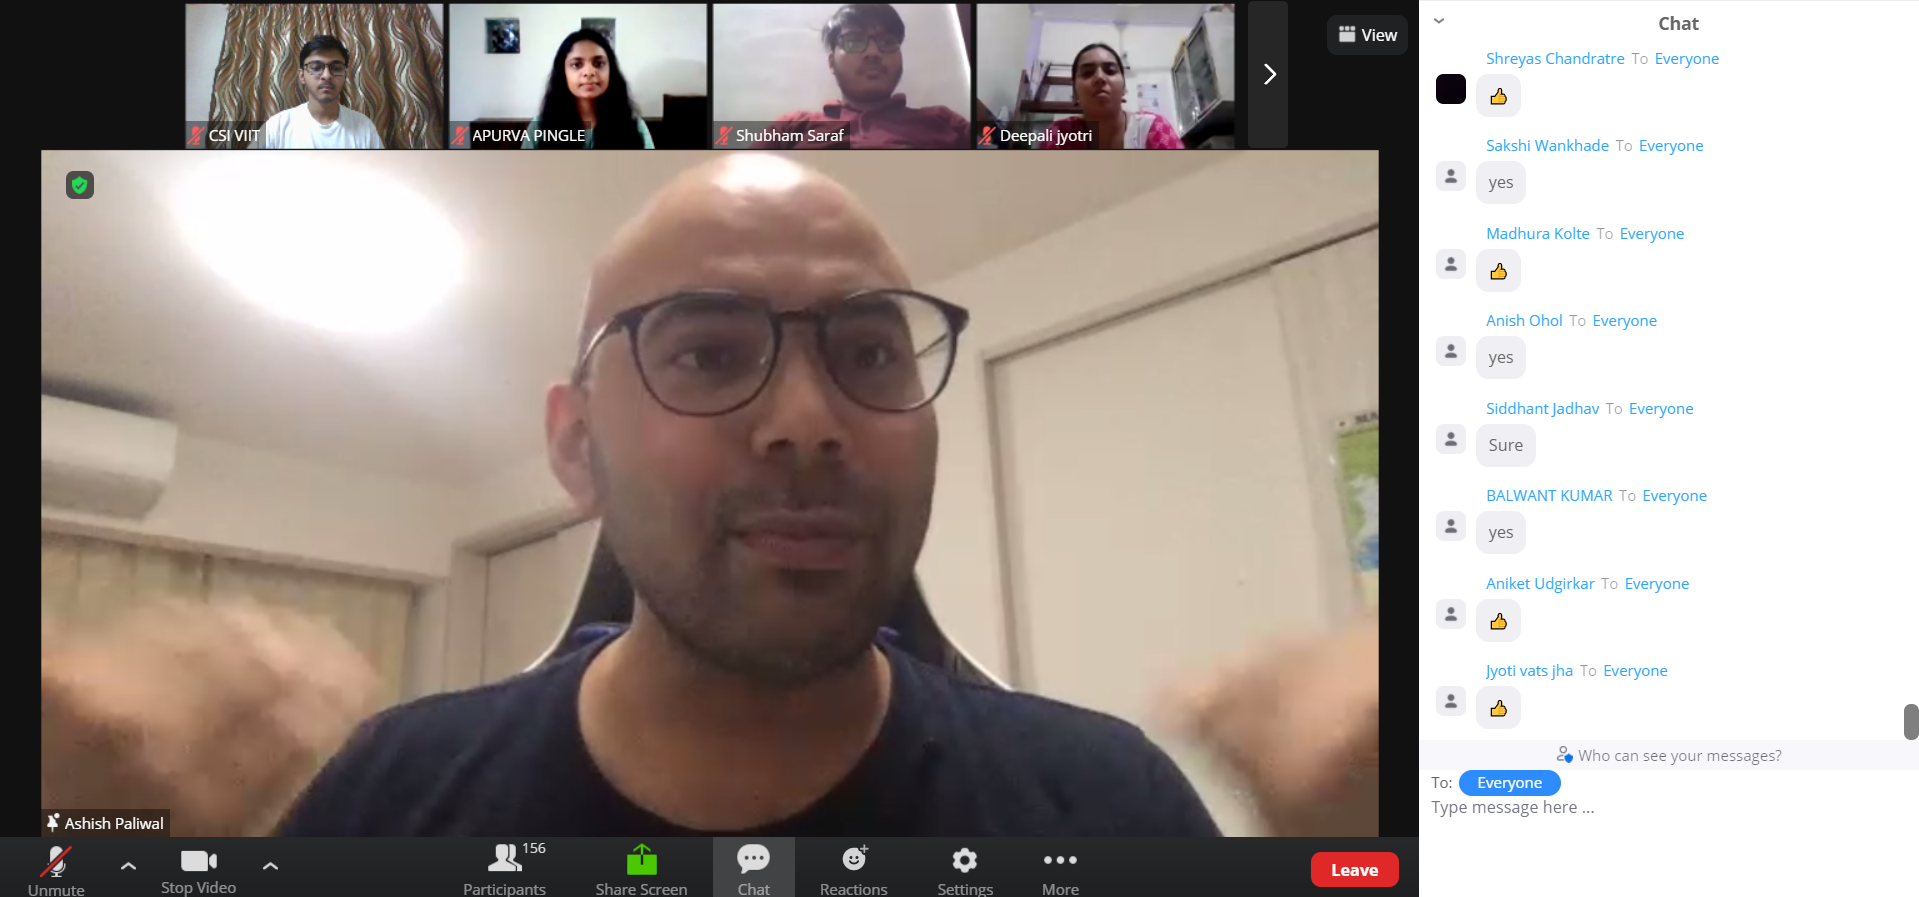 CSI VIIT
APURVA PINGLE
Shubham Saraf
Deepali jyotri
View
Ashish Paliwal
Unmute
Stop Video
156
Participants
Share Screen
Chat
Reactions
Settings
More
Leave
Chat
Shreyas Chandratre To Everyone
👍
Sakshi Wankhade To Everyone
yes
Madhura Kolte To Everyone
👍
Anish Ohol To Everyone
yes
Siddhant Jadhav To Everyone
Sure
BALWANT KUMAR To Everyone
yes
Aniket Udgirkar To Everyone
👍
Jyoti vats jha To Everyone
👍
Who can see your messages?
To: Everyone
Type message here ...